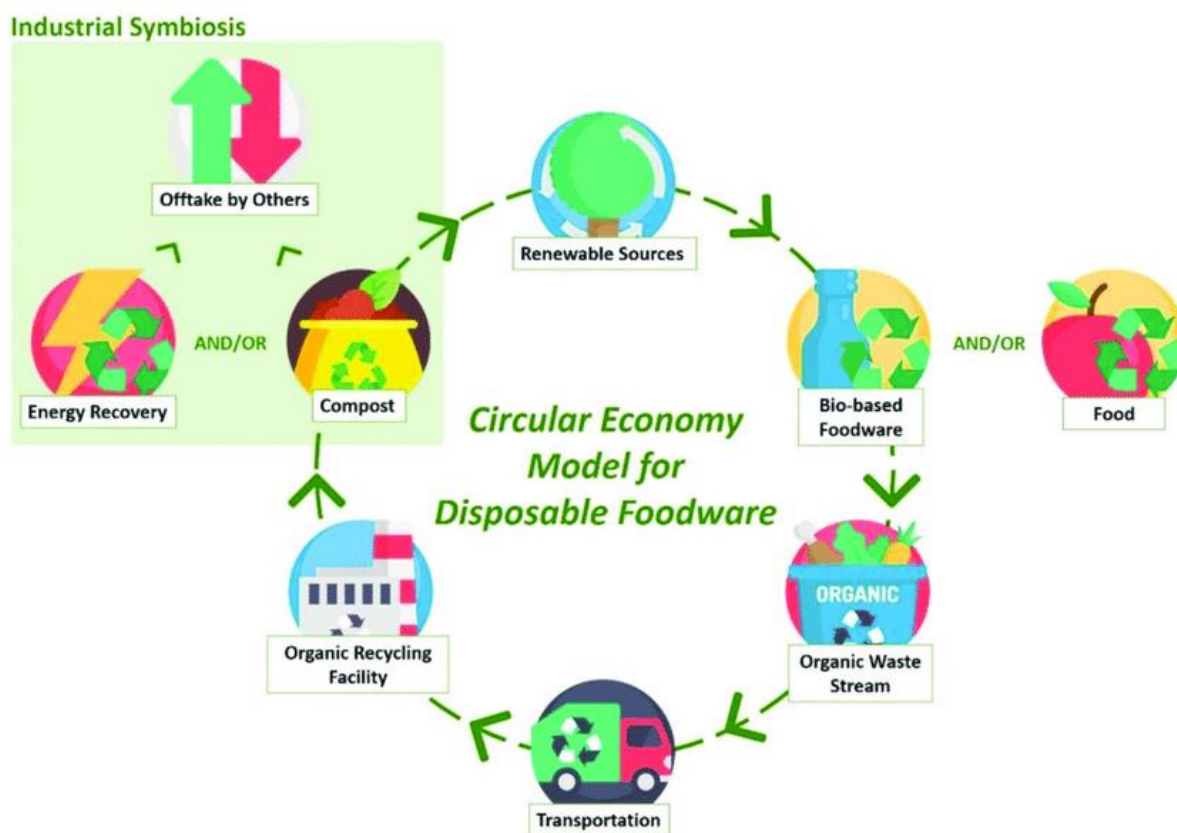 Industrial Symbiosis
Offtake by Others
Renewable Sources
Energy Recovery
AND/OR
Compost
Bio-based
Foodware
AND/OR
Food
Circular Economy
Model for
Disposable Foodware
ORGANIC
Organic Recycling
Facility
Organic Waste
Stream
Transportation